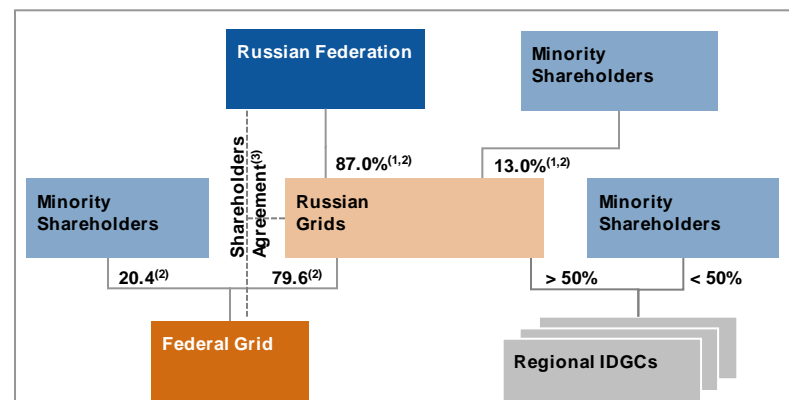 Russian Federation
Minority
Shareholders
Shareholders
Agreement(3)
87.0%(1,2)
13.0%(1,2)
Minority
Shareholders
Russian
Grids
Minority
Shareholders
20.4(2)
79.6(2)
> 50%
< 50%
Federal Grid
Regional IDGCs